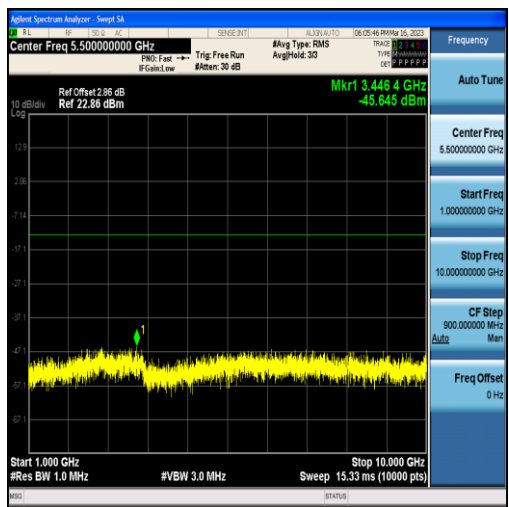 Agilent Spectrum Analyzer - Swept SA
RL RF 50 Ω AC SENSE:INT ALIGN AUTO 06:05:46 PM Mar 16, 2023
Center Freq 5.500000000 GHz
PNO: Fast
IFGain:Low
Trig: Free Run
#Atten: 30 dB
#Avg Type: RMS
Avg|Hold: 3/3
TRACE 1 2 3 4 5 6
TYPE
DET P P P P P P
Ref Offset 2.86 dB
Ref 22.86 dBm
10 dB/div
Log
Mkr1 3.446 4 GHz
-45.645 dBm
12.9
2.86
-7.14
-17.1
-27.1
-37.1
-47.1
-57.1
-67.1
1
Start 1.000 GHz
#Res BW 1.0 MHz
#VBW 3.0 MHz
Stop 10.000 GHz
Sweep 15.33 ms (10000 pts)
MSG
STATUS
Frequency
Auto Tune
Center Freq
5.500000000 GHz
Start Freq
1.000000000 GHz
Stop Freq
10.000000000 GHz
CF Step
900.000000 MHz
Auto Man
Freq Offset
0 Hz